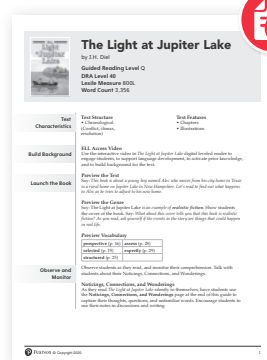 The Light at Jupiter Lake
by J.H. Diel
Guided Reading Level Q
DRA Level 40
Lexile Measure 800L
Word Count 3,356
Text
Characteristics
Text Structure
• Chronological
(Conflict, climax,
resolution)
Text Features
• Chapters
• Illustrations
Build Background
ELL Access Video
Use the interactive video in The Light at Jupiter Lake digital leveled reader to
engage students, to support language development, to activate prior knowledge,
and to build background for the text.
Launch the Book
Preview the Text
Say: This book is about a young boy named Alec who moves from his city home in Texas
to a rural home on Jupiter Lake in New Hampshire. Let's read to find out what happens
to Alec as he tries to adjust to his new home.
Preview the Genre
Say: The Light at Jupiter Lake is an example of realistic fiction. Show students
the cover of the book. Say: What about this cover tells you that the book is realistic
fiction? As you read, ask yourself if the events in the story are things that could happen
in real life.
Preview Vocabulary
perspective (p. 16) assess (p. 28)
selected (p. 19) expertly (p. 29)
structured (p. 23)
Observe and
Monitor
Observe students as they read, and monitor their comprehension. Talk with
students about their Noticings, Connections, and Wonderings.
Noticings, Connections, and Wonderings
As they read The Light at Jupiter Lake silently to themselves, have students use
the Noticings, Connections, and Wonderings page at the end of this guide to
capture their thoughts, questions, and unfamiliar words. Encourage students to
use their notes in discussions and writing.
Pearson © Copyright 2020
1